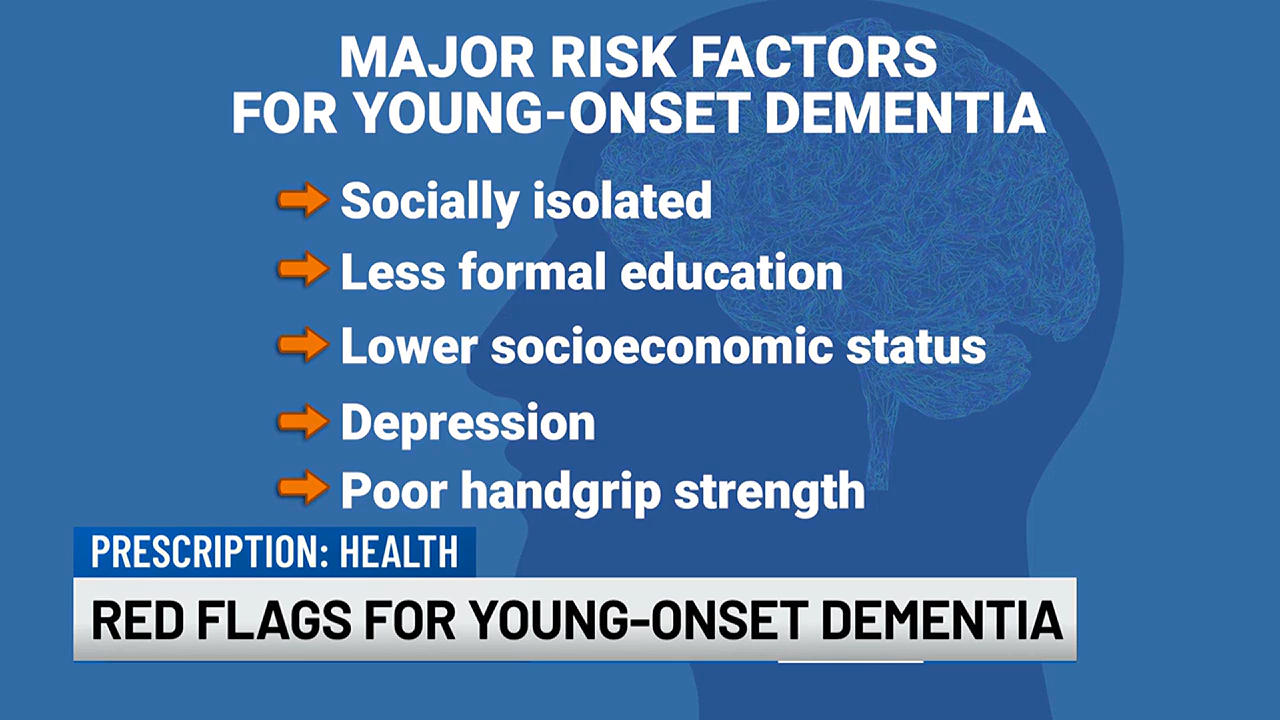 MAJOR RISK FACTORS
FOR YOUNG-ONSET DEMENTIA
Socially isolated
Less formal education
Lower socioeconomic status
Depression
Poor handgrip strength
PRESCRIPTION: HEALTH
RED FLAGS FOR YOUNG-ONSET DEMENTIA